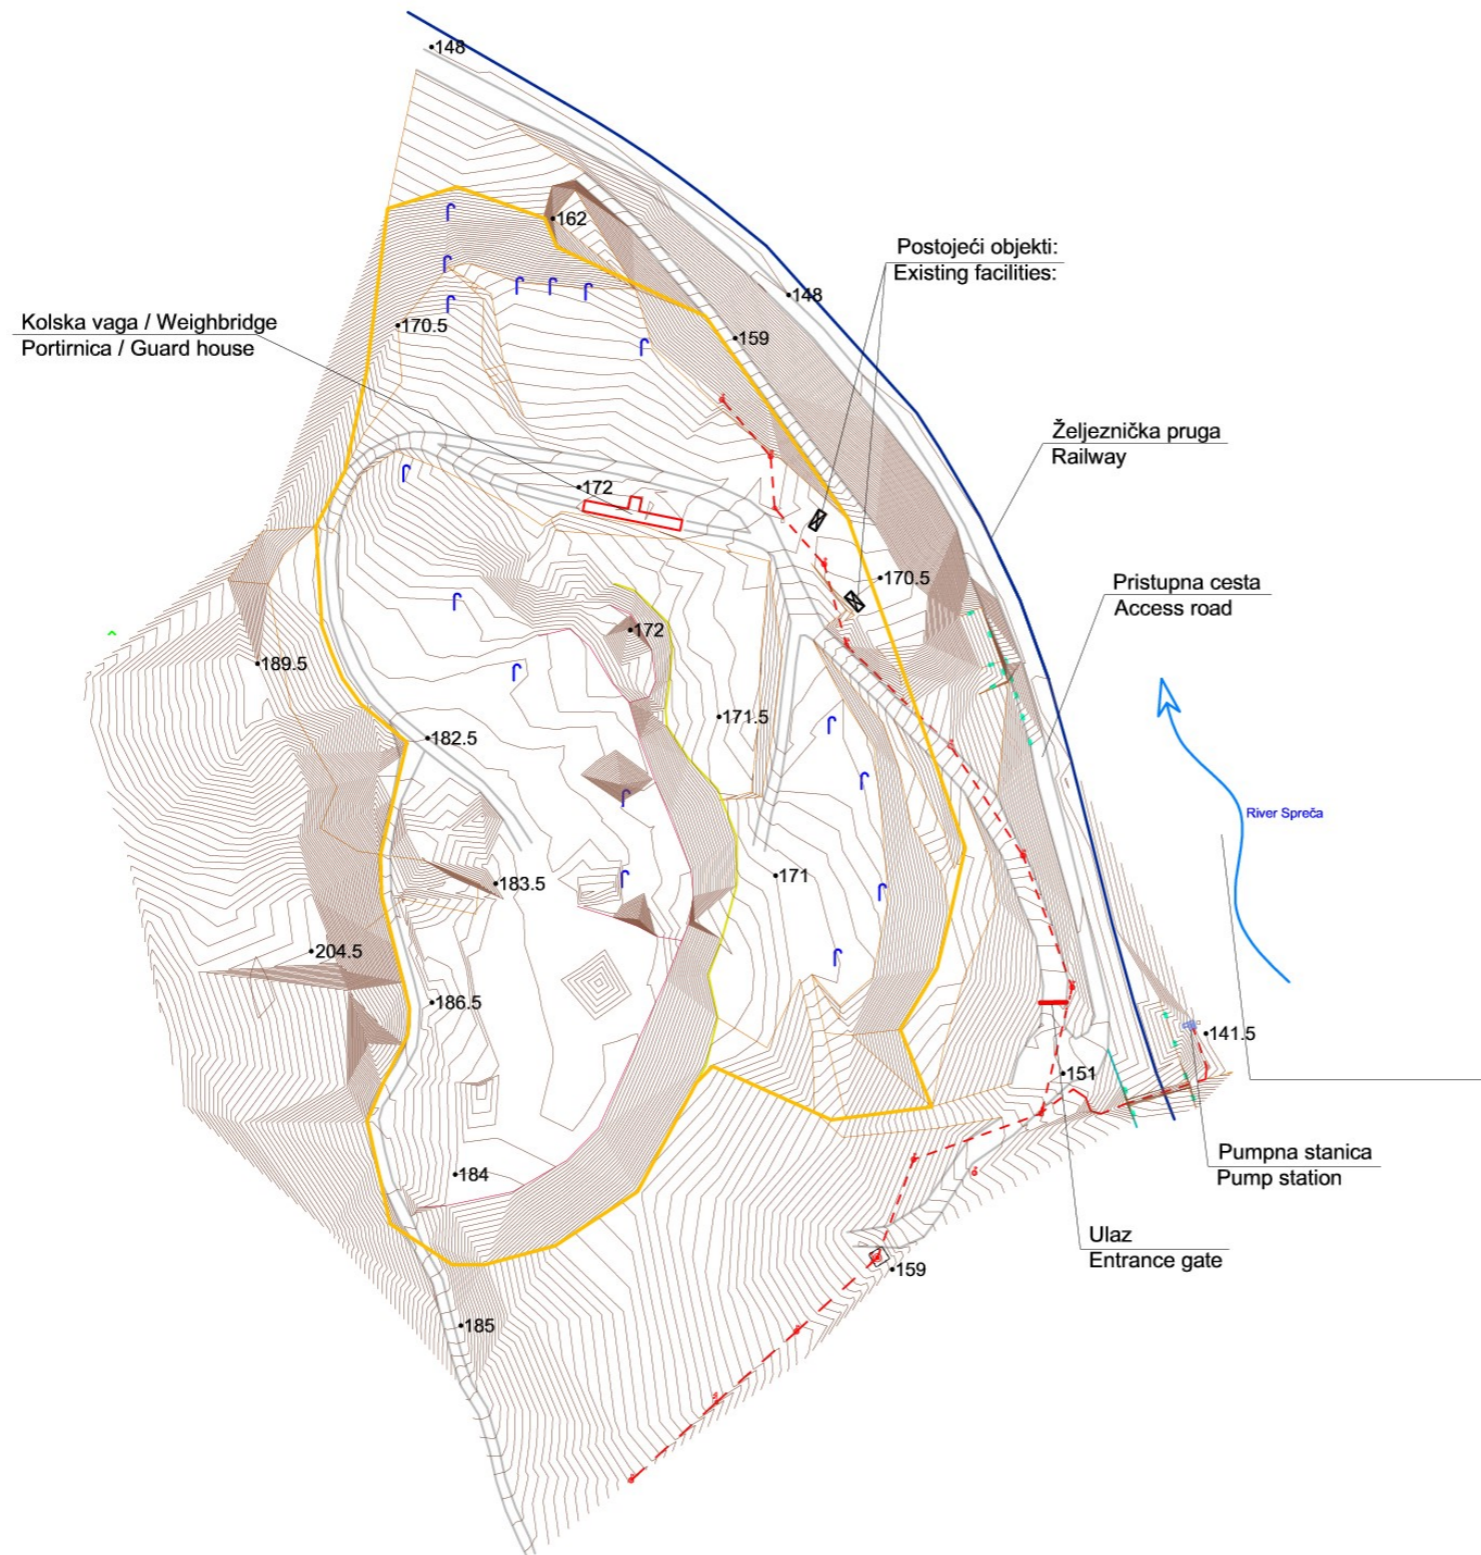 148
162
Postojeći objekti:
Existing facilities:
148
Kolska vaga / Weighbridge
Portirnica / Guard house
170.5
159
Željeznička pruga
Railway
172
170.5
Pristupna cesta
Access road
172
189.5
171.5
182.5
River Spreča
171
183.5
204.5
186.5
141.5
151
184
Pumpna stanica
Pump station
Ulaz
Entrance gate
159
185